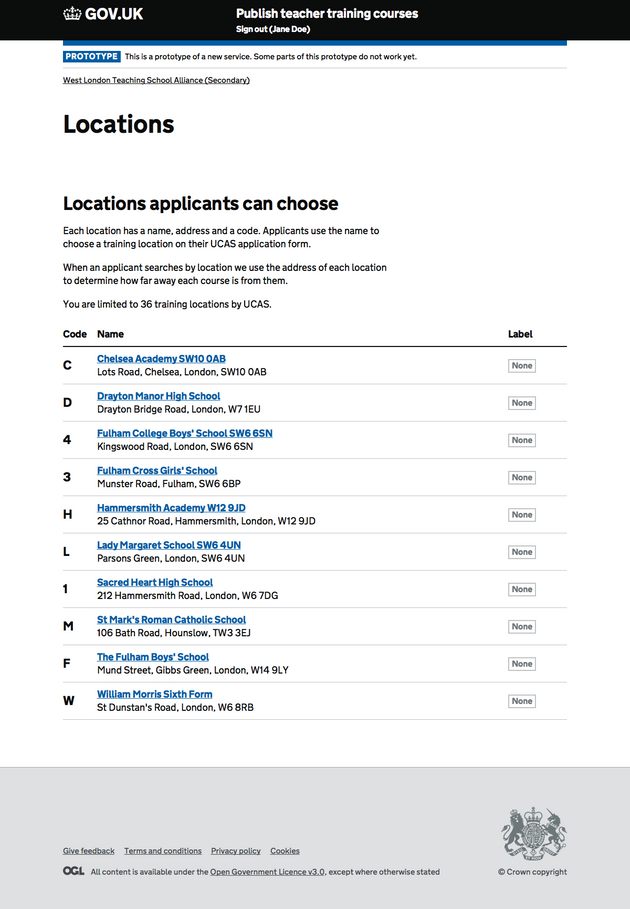 GOV.UK
Publish teacher training courses
Sign out (Jane Doe)
PROTOTYPE This is a prototype of a new service. Some parts of this prototype do not work yet.
West London Teaching School Alliance (Secondary)
Locations
Locations applicants can choose
Each location has a name, address and a code. Applicants use the name to
choose a training location on their UCAS application form.
When an applicant searches by location we use the address of each location
to determine how far away each course is from them.
You are limited to 36 training locations by UCAS.
Code Name Label
C Chelsea Academy SW10 0AB None
Lots Road, Chelsea, London, SW10 0AB
D Drayton Manor High School None
Drayton Bridge Road, London, W7 1EU
4 Fulham College Boys' School SW6 6SN None
Kingswood Road, London, SW6 6SN
3 Fulham Cross Girls' School None
Munster Road, Fulham, SW6 6BP
H Hammersmith Academy W12 9JD None
25 Cathnor Road, Hammersmith, London, W12 9JD
L Lady Margaret School SW6 4UN None
Parsons Green, London, SW6 4UN
1 Sacred Heart High School None
212 Hammersmith Road, London, W6 7DG
M St Mark's Roman Catholic School None
106 Bath Road, Hounslow, TW3 3EJ
F The Fulham Boys' School None
Mund Street, Gibbs Green, London, W14 9LY
W William Morris Sixth Form None
St Dunstan's Road, London, W6 8RB
Give feedback Terms and conditions Privacy policy Cookies
OGL All content is available under the Open Government Licence v3.0, except where otherwise stated
© Crown copyright